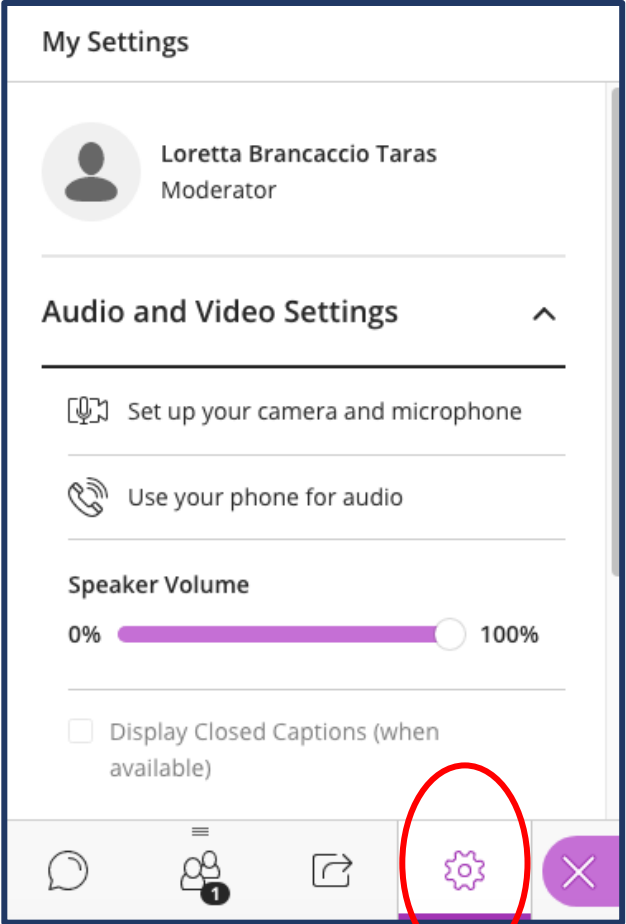 My Settings
Loretta Brancaccio Taras
Moderator
Audio and Video Settings
Set up your camera and microphone
Use your phone for audio
Speaker Volume
0% 100%
Display Closed Captions (when
available)
1